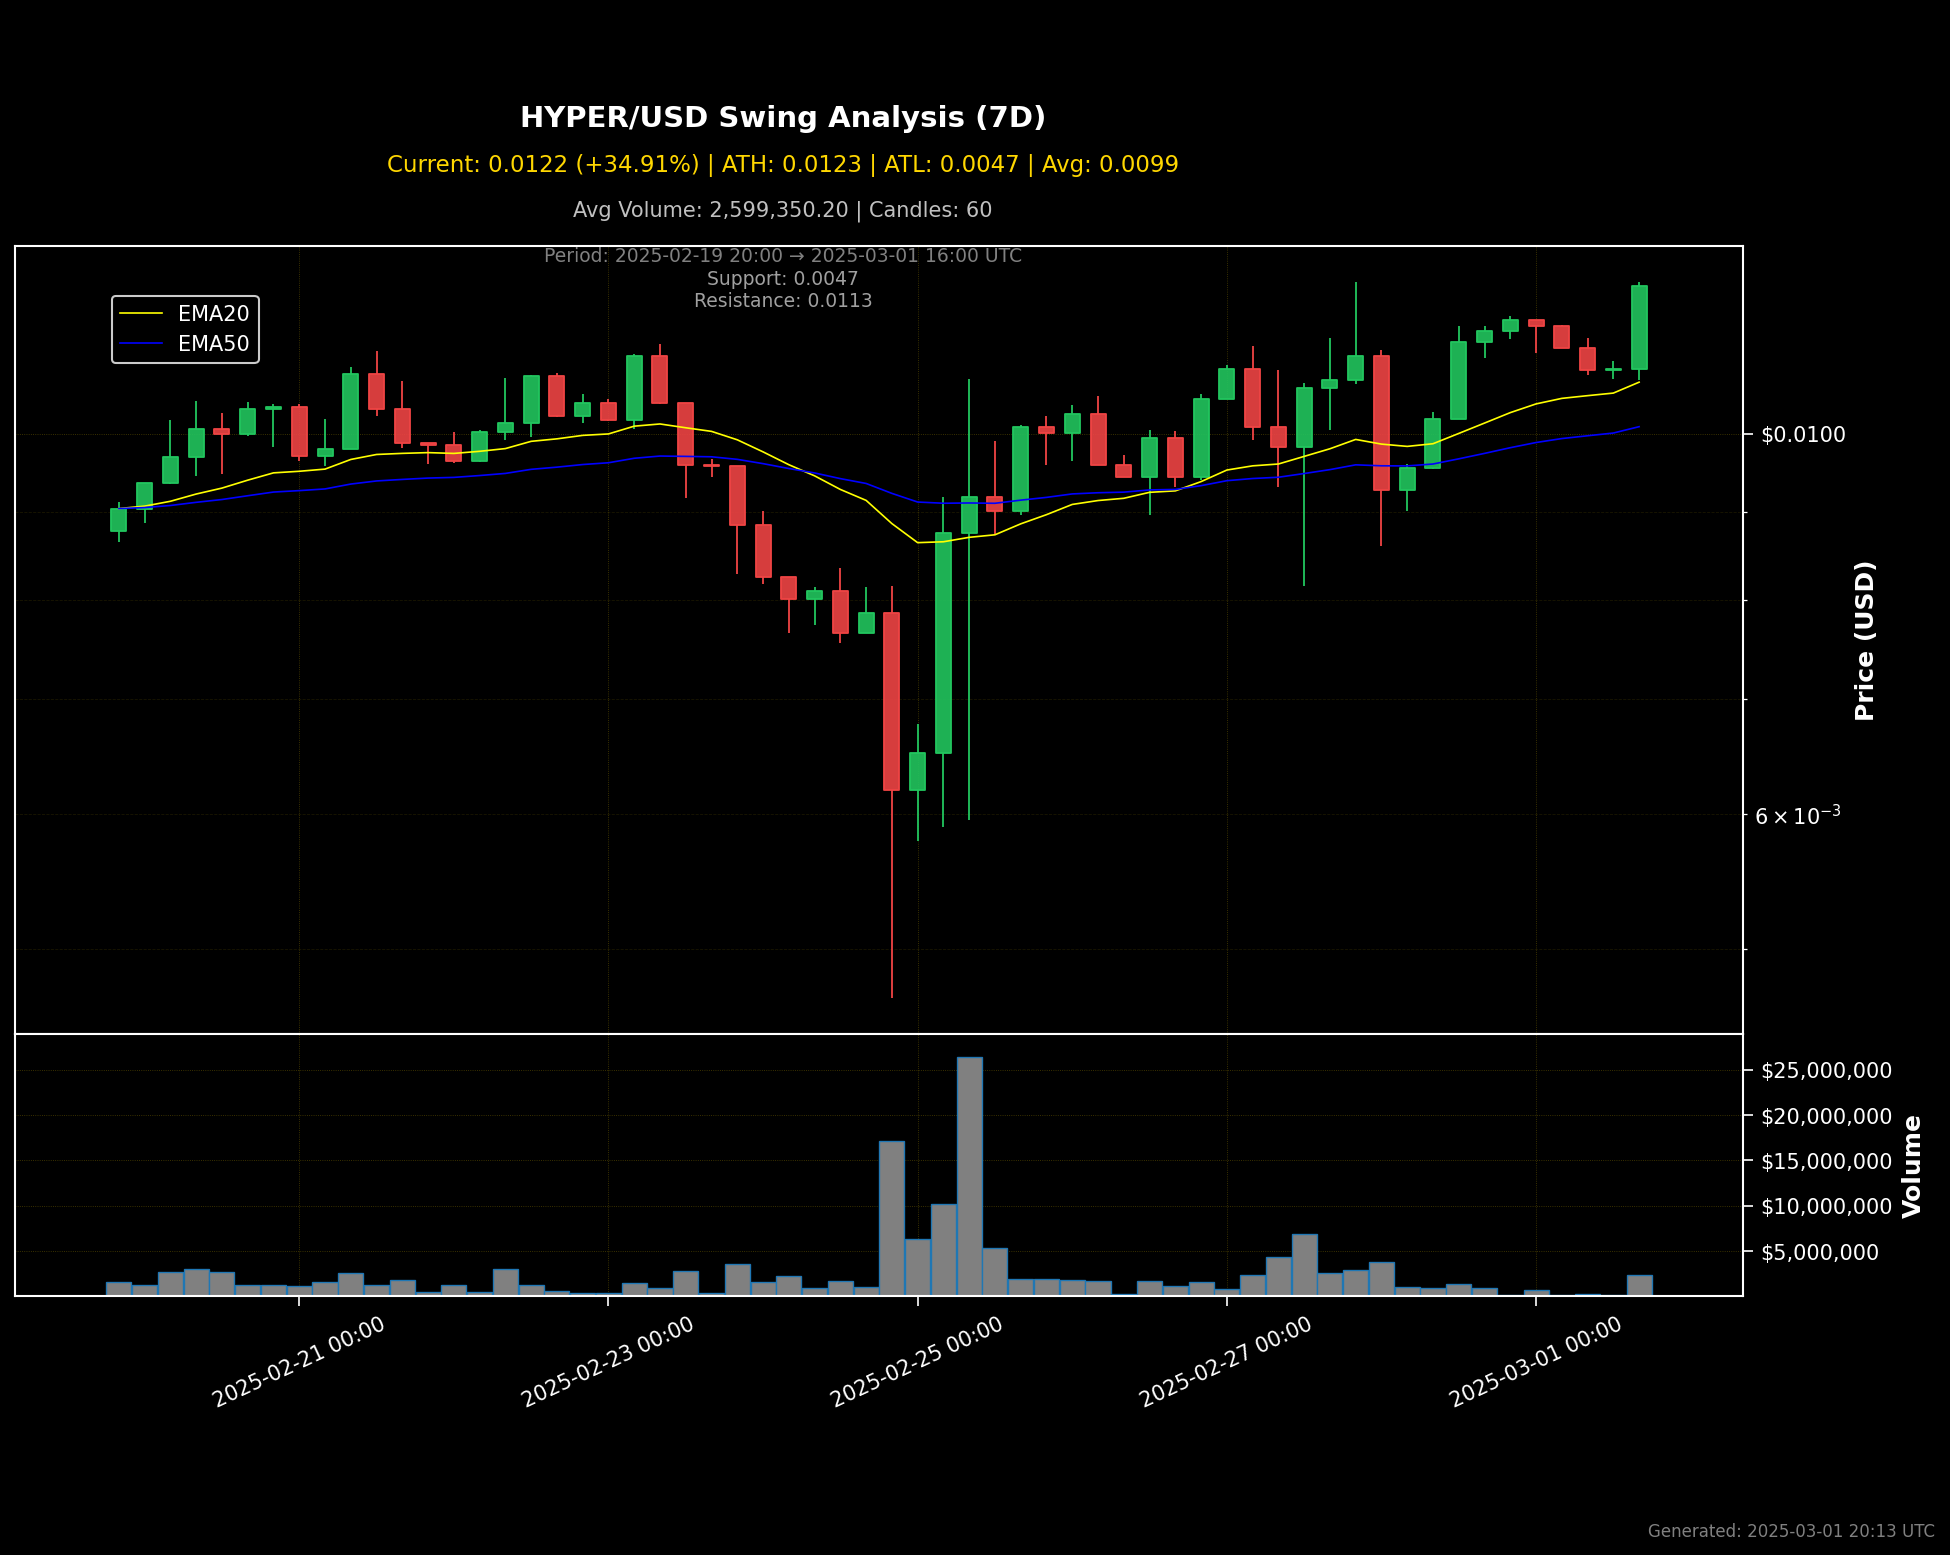 HYPER/USD Swing Analysis (7D)
Current: 0.0122 (+34.91%) | ATH: 0.0123 | ATL: 0.0047 | Avg: 0.0099
Avg Volume: 2,599,350.20 | Candles: 60
Period: 2025-02-19 20:00 → 2025-03-01 16:00 UTC
Support: 0.0047
Resistance: 0.0113
EMA20
EMA50
$0.0100
6 × 10⁻³
Price (USD)
$25,000,000
$20,000,000
$15,000,000
$10,000,000
$5,000,000
Volume
2025-02-21 00:00
2025-02-23 00:00
2025-02-25 00:00
2025-02-27 00:00
2025-03-01 00:00
Generated: 2025-03-01 20:13 UTC